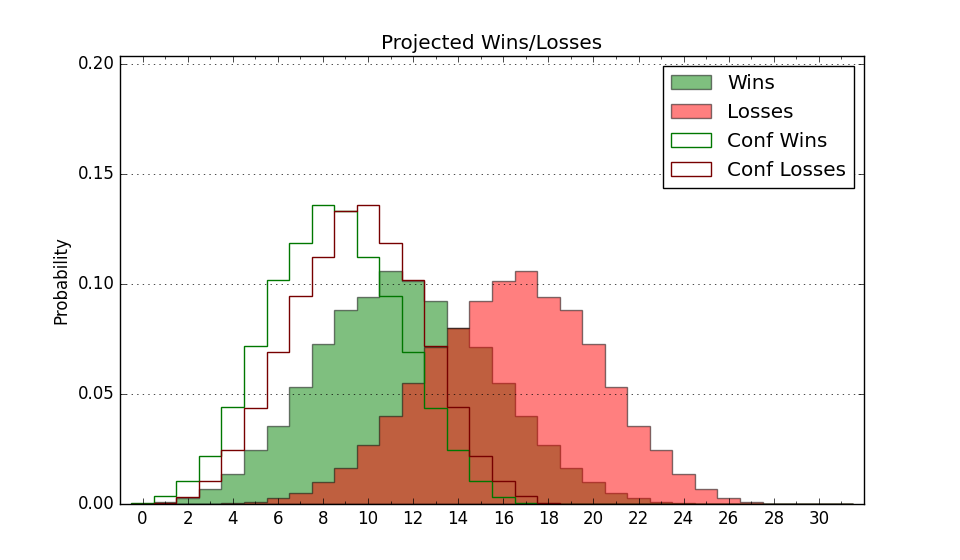 Projected Wins/Losses
Wins
Losses
Conf Wins
Conf Losses
Probability
0.20
0.15
0.10
0.05
0.00
0 2 4 6 8 10 12 14 16 18 20 22 24 26 28 30